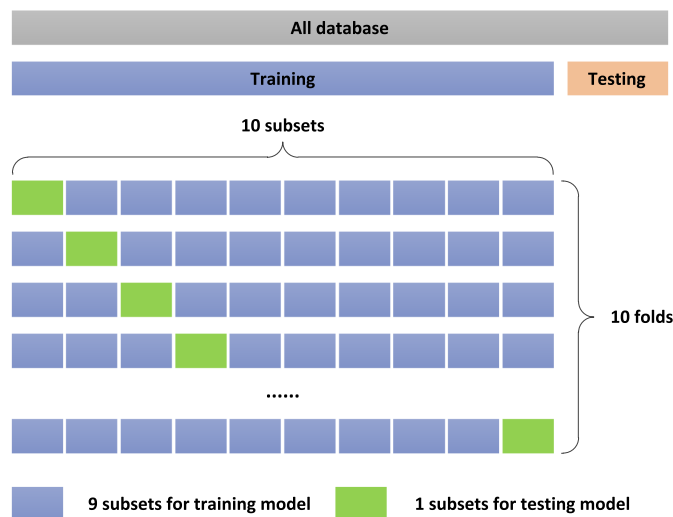 All database
Training
Testing
10 subsets
10 folds
......
9 subsets for training model
1 subsets for testing model